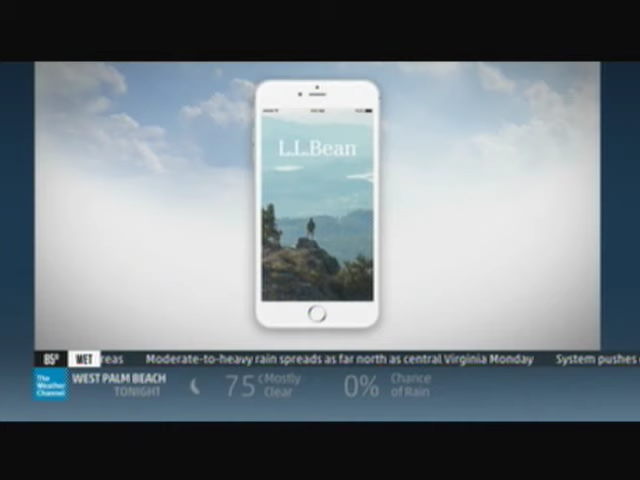 L.L.Bean
85° WET reas Moderate-to-heavy rain spreads as far north as central Virginia Monday System pushes
The Weather Channel
WEST PALM BEACH
TONIGHT
75° Mostly Clear
0% Chance of Rain